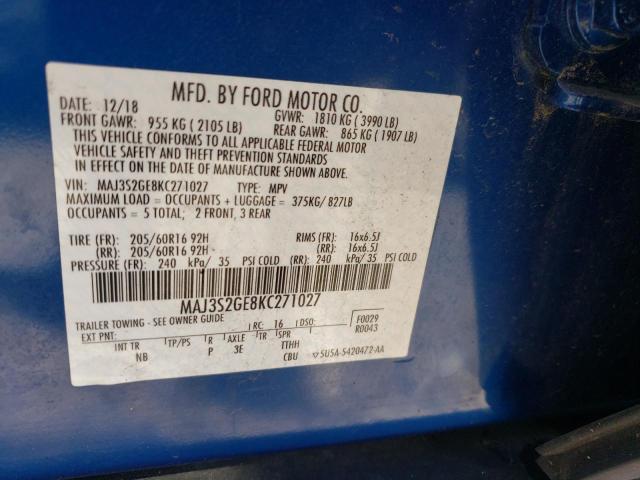 MFD. BY FORD MOTOR CO.
DATE: 12/18 GVWR: 1810 KG ( 3990 LB)
FRONT GAWR: 955 KG ( 2105 LB) REAR GAWR: 865 KG ( 1907 LB)
THIS VEHICLE CONFORMS TO ALL APPLICABLE FEDERAL MOTOR
VEHICLE SAFETY AND THEFT PREVENTION STANDARDS
IN EFFECT ON THE DATE OF MANUFACTURE SHOWN ABOVE.
VIN: MAJ3S2GE8KC271027 TYPE: MPV
MAXIMUM LOAD = OCCUPANTS + LUGGAGE = 375KG/ 827LB
OCCUPANTS = 5 TOTAL; 2 FRONT, 3 REAR
TIRE (FR): 205/60R16 92H RIMS (FR): 16x6.5J
(RR): 205/60R16 92H (RR): 16x6.5J
PRESSURE (FR): 240 kPa/ 35 PSI COLD (RR): 240 kPa/ 35 PSI COLD
MAJ3S2GE8KC271027
TRAILER TOWING - SEE OWNER GUIDE
EXT PNT: RC: 16 DSO: F0029
R0043
INT TR TP/PS R AXLE TR SPR
NB P 3E TTHH
CBU 5U5A-5420472-AA